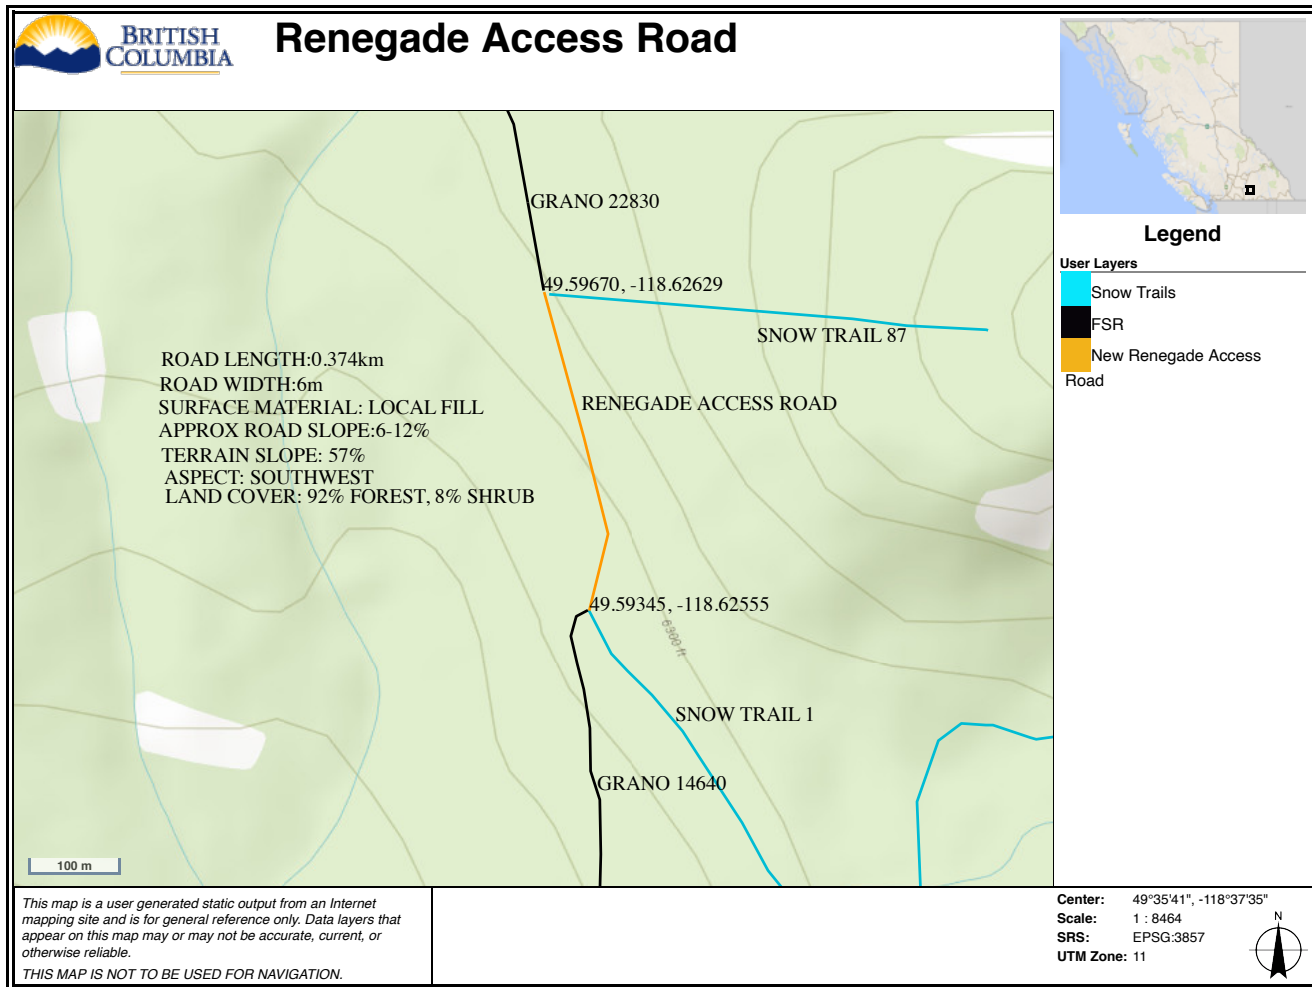 BRITISH
COLUMBIA
Renegade Access Road
GRANO 22830
49.59670, -118.62629
SNOW TRAIL 87
ROAD LENGTH:0.374km
ROAD WIDTH:6m
SURFACE MATERIAL: LOCAL FILL
APPROX ROAD SLOPE:6-12%
TERRAIN SLOPE: 57%
ASPECT: SOUTHWEST
LAND COVER: 92% FOREST, 8% SHRUB
RENEGADE ACCESS ROAD
49.59345, -118.62555
6300 ft
SNOW TRAIL 1
GRANO 14640
100 m
Legend
User Layers
Snow Trails
FSR
New Renegade Access
Road
This map is a user generated static output from an Internet
mapping site and is for general reference only. Data layers that
appear on this map may or may not be accurate, current, or
otherwise reliable.
THIS MAP IS NOT TO BE USED FOR NAVIGATION.
Center: 49°35'41", -118°37'35"
Scale: 1 : 8464
SRS: EPSG:3857
UTM Zone: 11
N